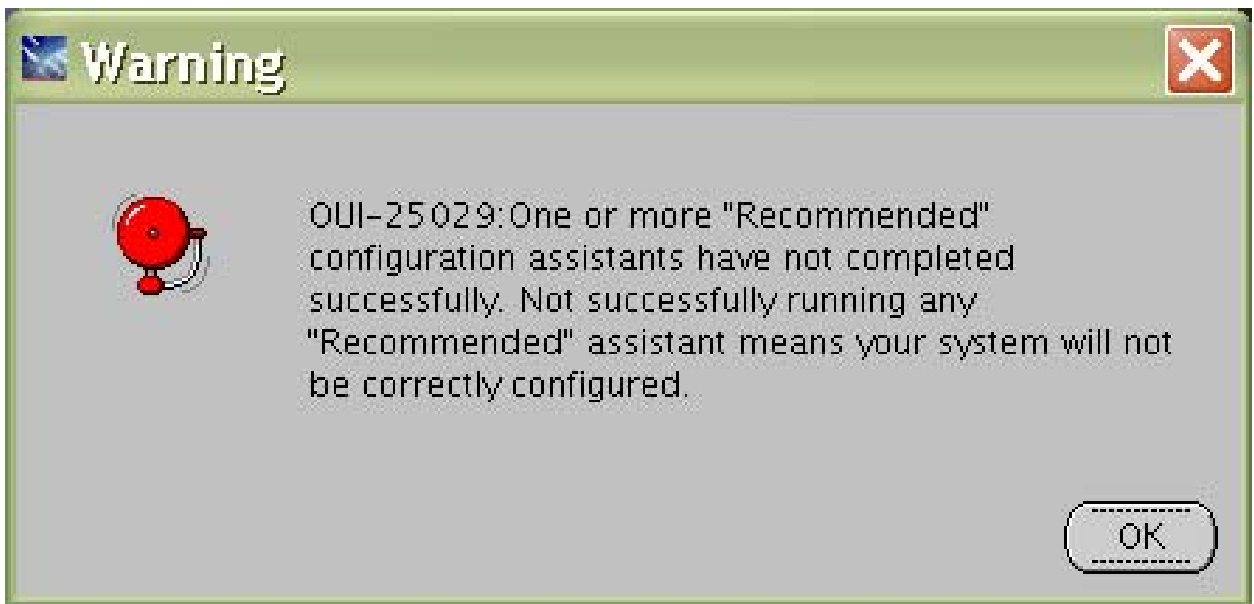 Warning
OUI-25029:One or more "Recommended"
configuration assistants have not completed
successfully. Not successfully running any
"Recommended" assistant means your system will not
be correctly configured.
OK